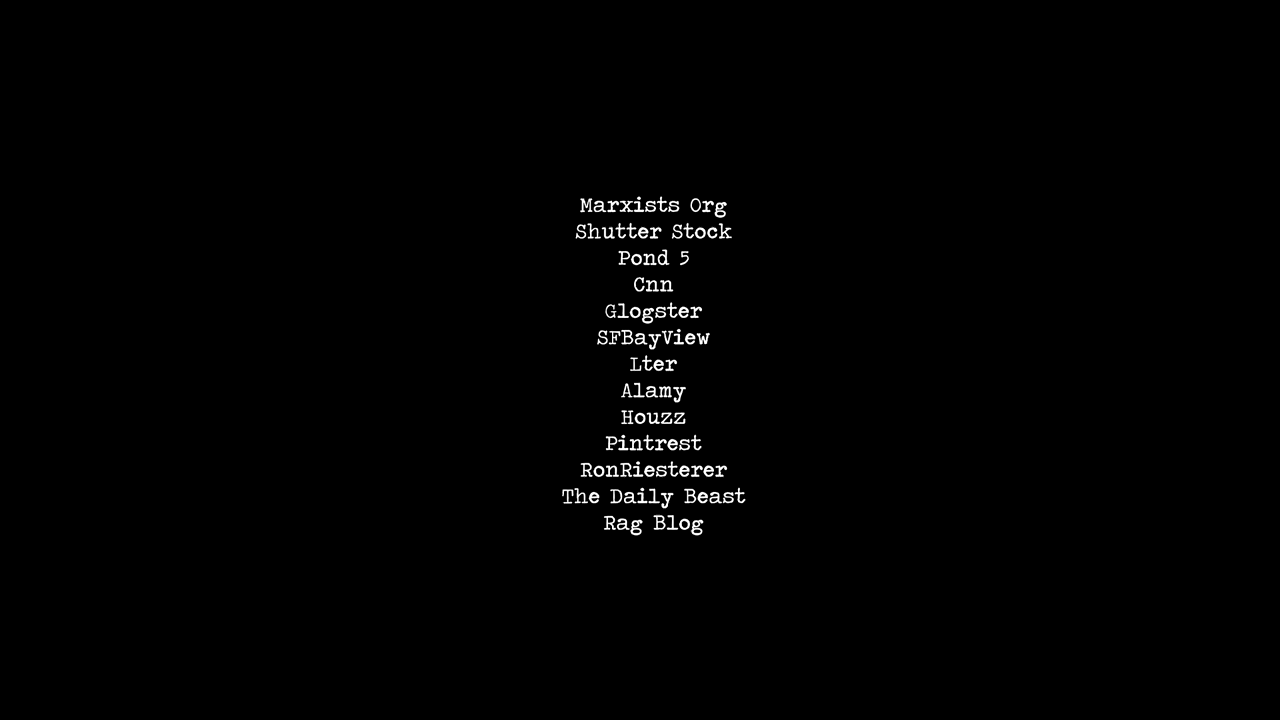 Marxists Org
Shutter Stock
Pond 5
Cnn
Glogster
SFBayView
Lter
Alamy
Houzz
Pintrest
RonRiesterer
The Daily Beast
Rag Blog